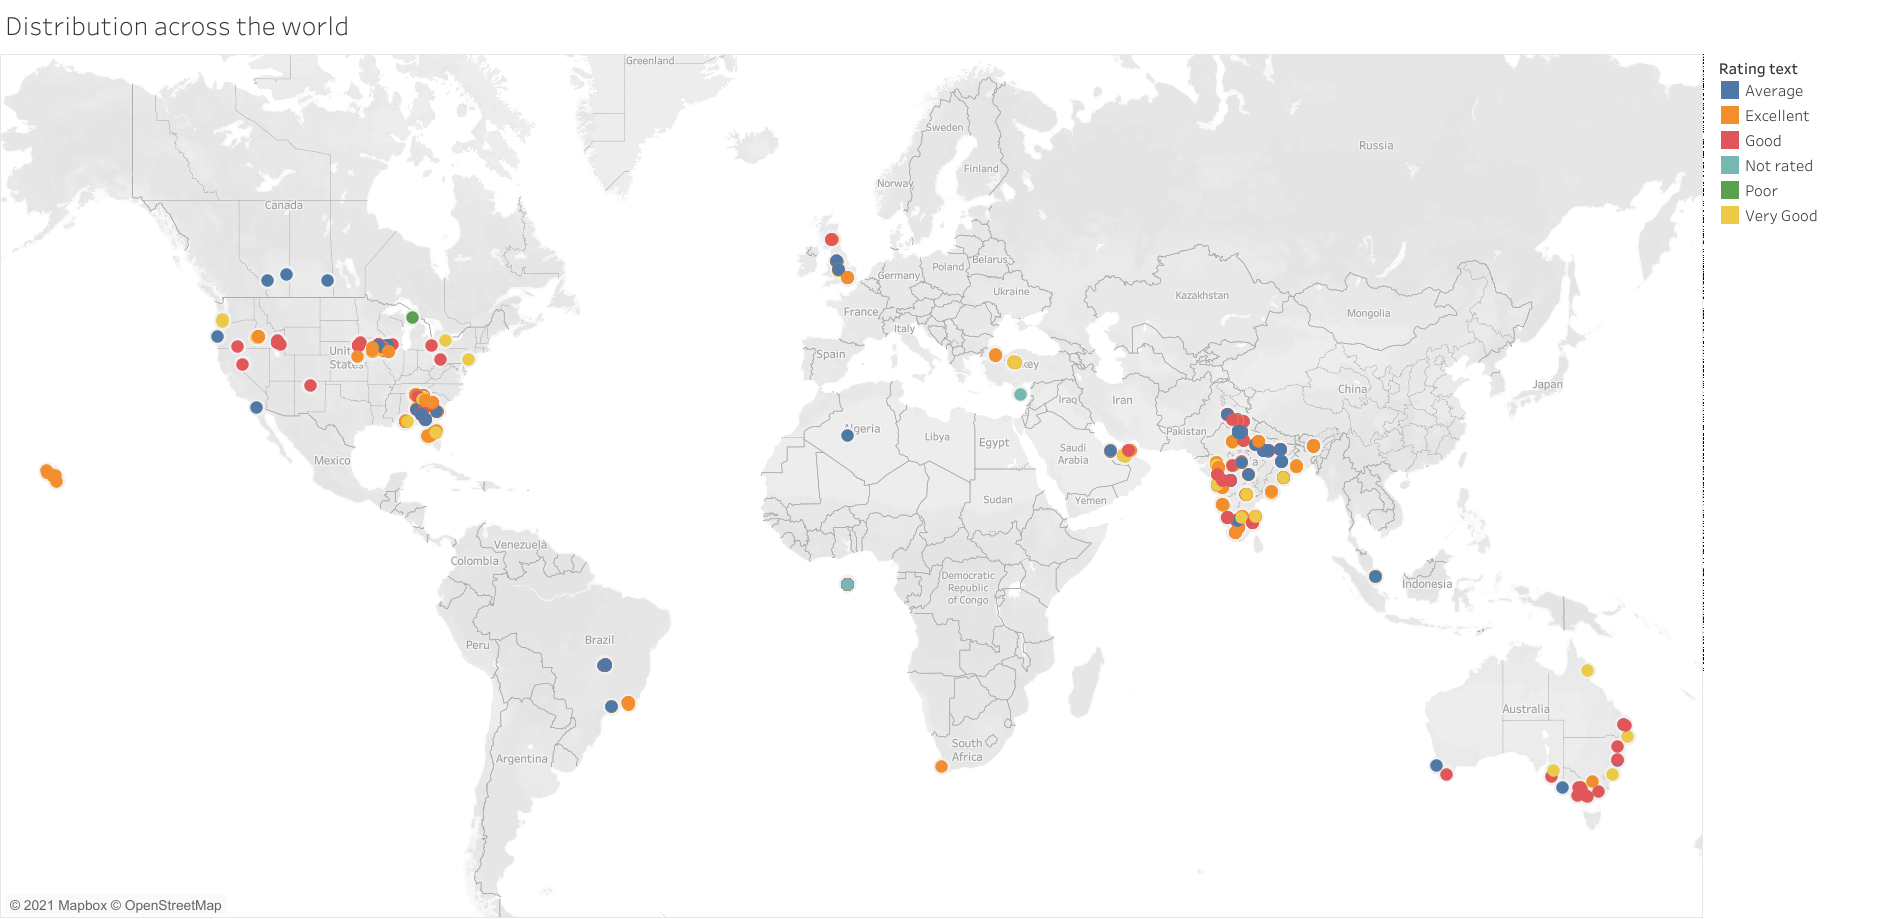 Distribution across the world
Rating text
Average
Excellent
Good
Not rated
Poor
Very Good
Greenland
Russia
Sweden
Finland
Norway
Canada
Poland
Belarus
Germany
Ukraine
Kazakhstan
France
Mongolia
Italy
United
States
Spain
key
China
Japan
Iraq
Iran
Algeria
Libya
Egypt
Pakistan
Saudi
Arabia
Mexico
a
Sudan
Yemen
Venezuela
Colombia
Democratic
Republic
of Congo
Indonesia
Brazil
Peru
Australia
South
Africa
Argentina
© 2021 Mapbox © OpenStreetMap